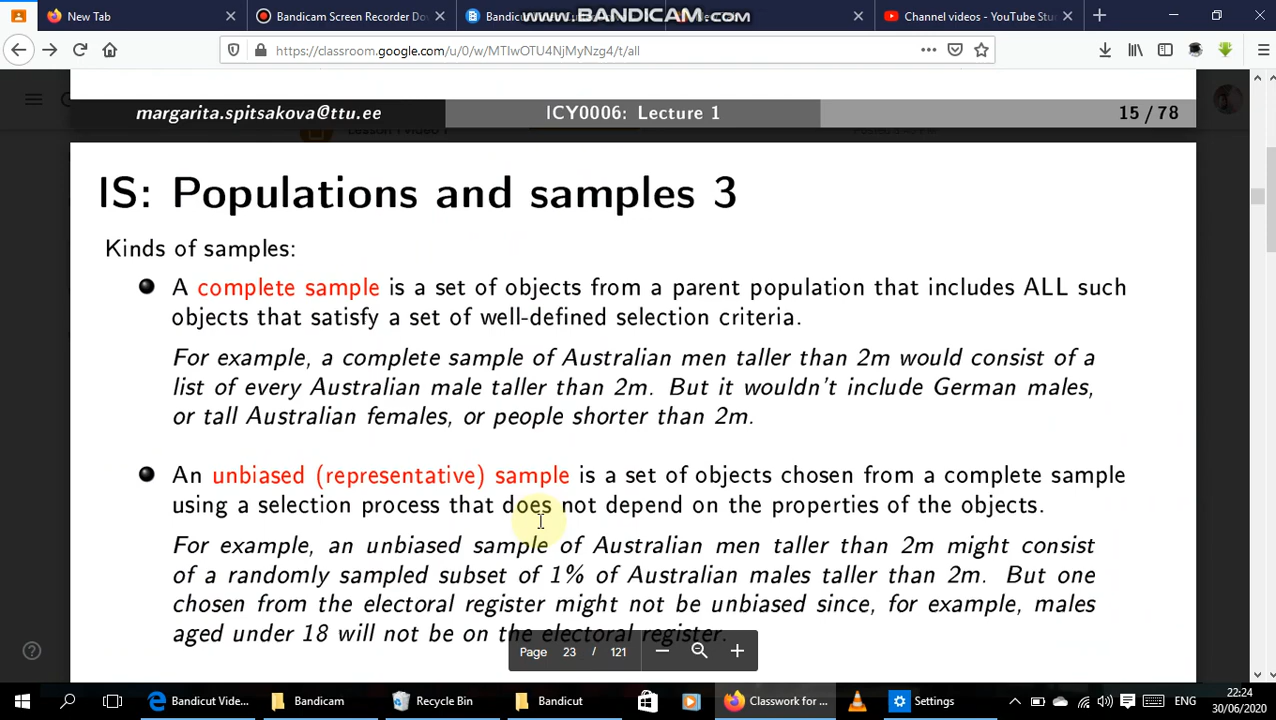 New Tab
Bandicam Screen Recorder Do
Bandicut
www.BANDICAM.com
Channel videos - YouTube Stu
https://classroom.google.com/u/0/w/MTIwOTU4NjMyNzg4/t/all
margarita.spitsakova@ttu.ee
ICY0006: Lecture 1
15 / 78
IS: Populations and samples 3
Kinds of samples:
A complete sample is a set of objects from a parent population that includes ALL such
objects that satisfy a set of well-defined selection criteria.
For example, a complete sample of Australian men taller than 2m would consist of a
list of every Australian male taller than 2m. But it wouldn't include German males,
or tall Australian females, or people shorter than 2m.
An unbiased (representative) sample is a set of objects chosen from a complete sample
using a selection process that does not depend on the properties of the objects.
For example, an unbiased sample of Australian men taller than 2m might consist
of a randomly sampled subset of 1% of Australian males taller than 2m. But one
chosen from the electoral register might not be unbiased since, for example, males
aged under 18 will not be on the electoral register.
Page 23 / 121
Bandicut Vide...
Bandicam
Recycle Bin
Bandicut
Classwork for ...
Settings
ENG
22:24
30/06/2020